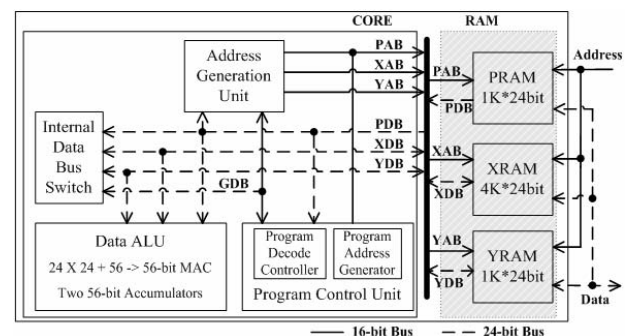 CORE
RAM
Address
Generation
Unit
PAB
XAB
YAB
PDB
XDB
YDB
GDB
Internal
Data
Bus
Switch
Data ALU
24 X 24 + 56 -> 56-bit MAC
Two 56-bit Accumulators
Program
Decode
Controller
Program
Address
Generator
Program Control Unit
PAB
PDB
XAB
XDB
YAB
YDB
PRAM
1K*24bit
XRAM
4K*24bit
YRAM
1K*24bit
Address
Data
16-bit Bus
24-bit Bus